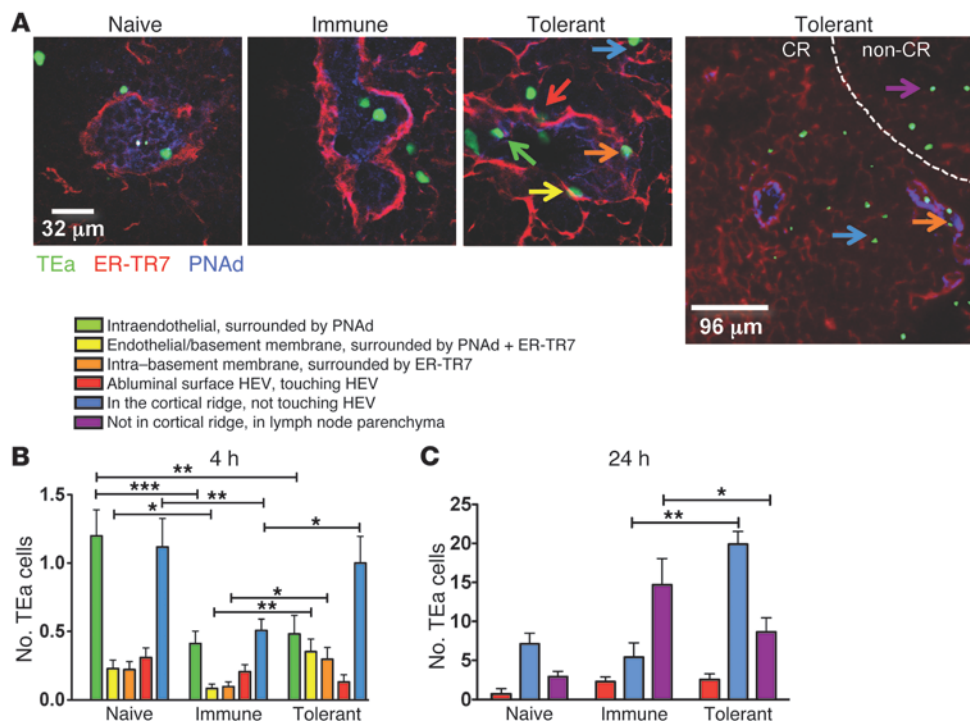 A
Naive
Immune
Tolerant
Tolerant
CR
non-CR
32 μm
96 μm
TEa ER-TR7 PNAd
Intraendothelial, surrounded by PNAd
Endothelial/basement membrane, surrounded by PNAd + ER-TR7
Intra–basement membrane, surrounded by ER-TR7
Abluminal surface HEV, touching HEV
In the cortical ridge, not touching HEV
Not in cortical ridge, in lymph node parenchyma
B
4 h
No. TEa cells
1.5
1.0
0.5
0.0
**
***
*
**
*
*
**
Naive
Immune
Tolerant
C
24 h
No. TEa cells
25
20
15
10
5
0
*
**
Naive
Immune
Tolerant